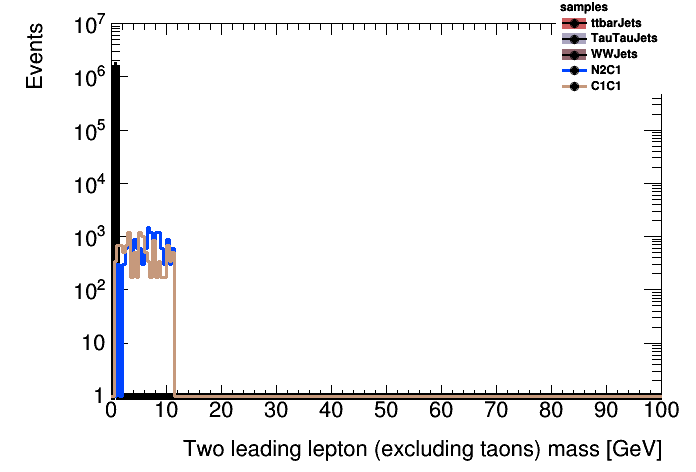 samples
ttbarJets
TauTauJets
WWJets
N2C1
C1C1
Events
10^7
10^6
10^5
10^4
10^3
10^2
10
1
0 10 20 30 40 50 60 70 80 90 100
Two leading lepton (excluding taons) mass [GeV]